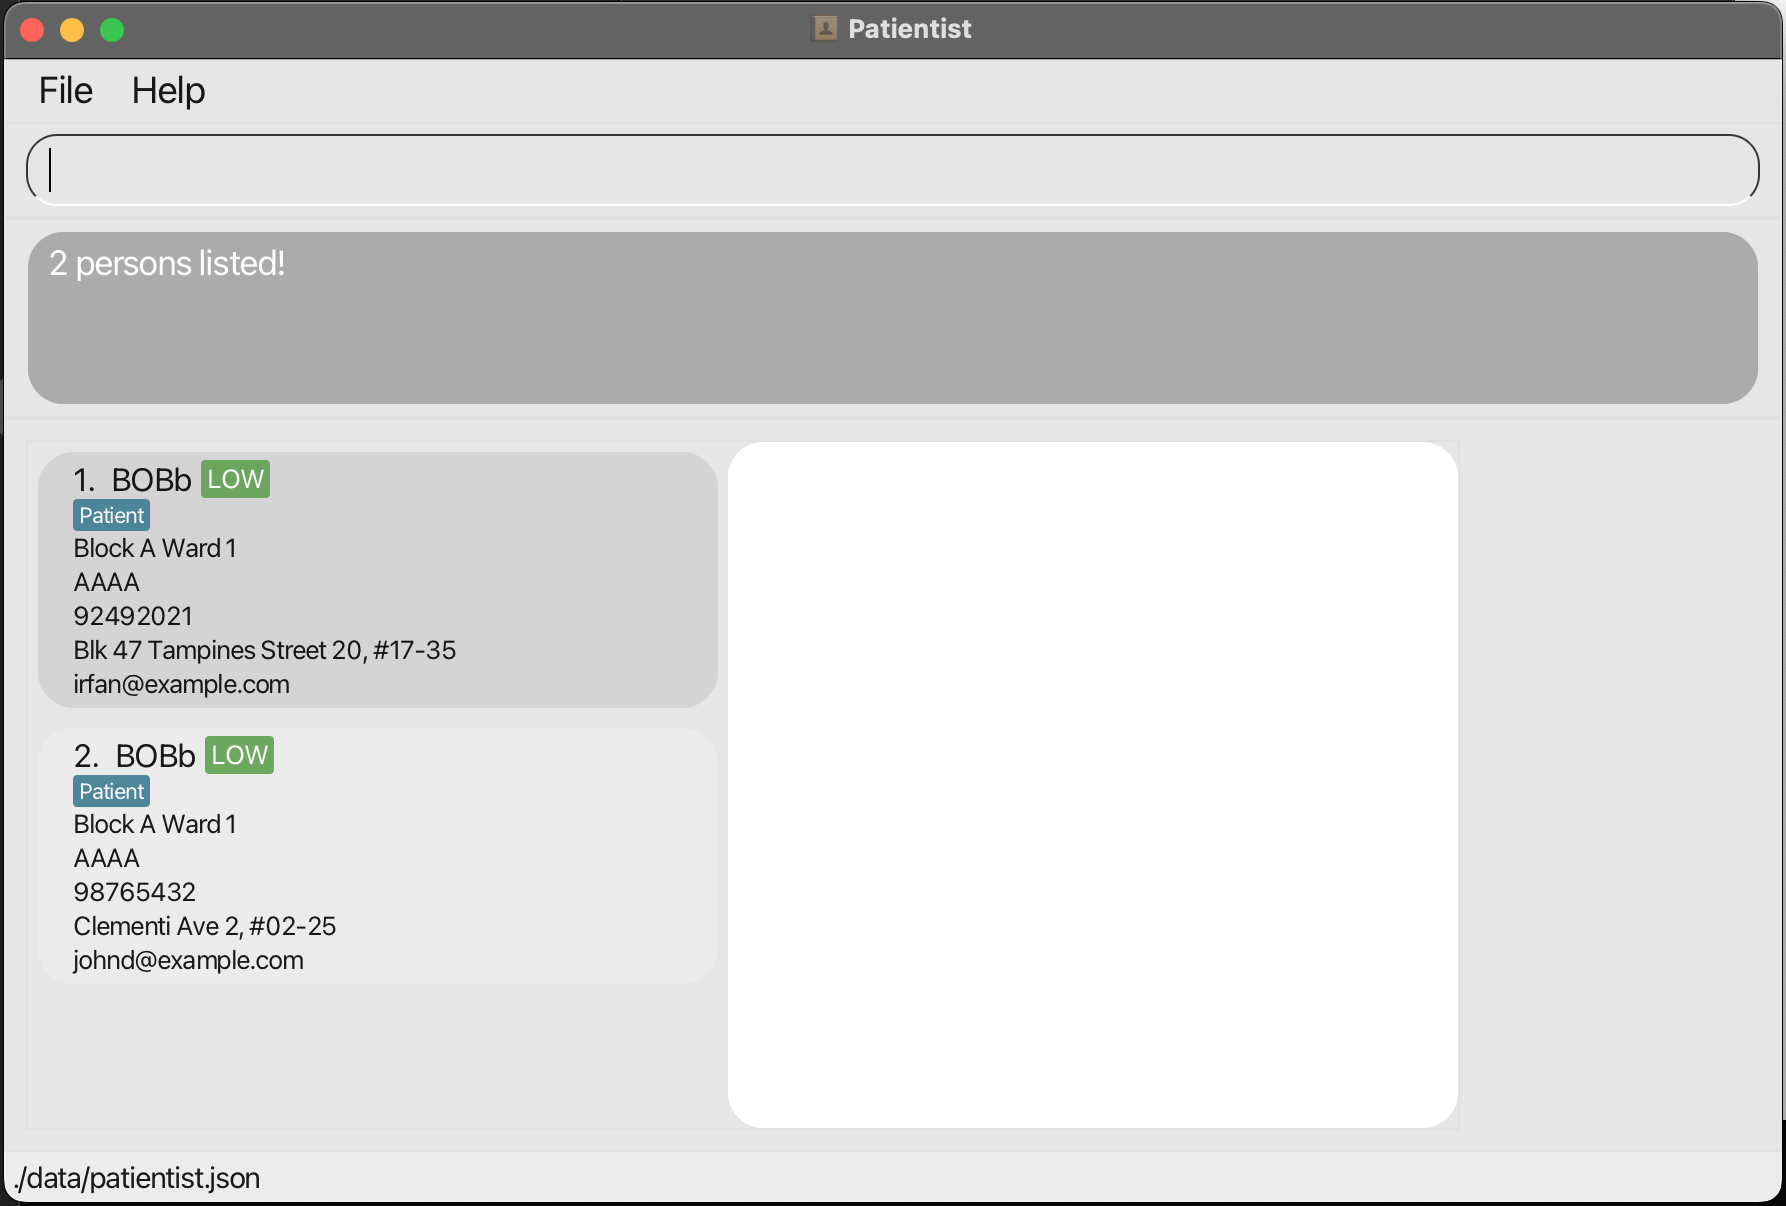 Patientist
File Help
2 persons listed!
1. BOBb LOW
Patient
Block A Ward 1
AAAA
92492021
Blk 47 Tampines Street 20, #17-35
irfan@example.com
2. BOBb LOW
Patient
Block A Ward 1
AAAA
98765432
Clementi Ave 2, #02-25
johnd@example.com
./data/patientist.json